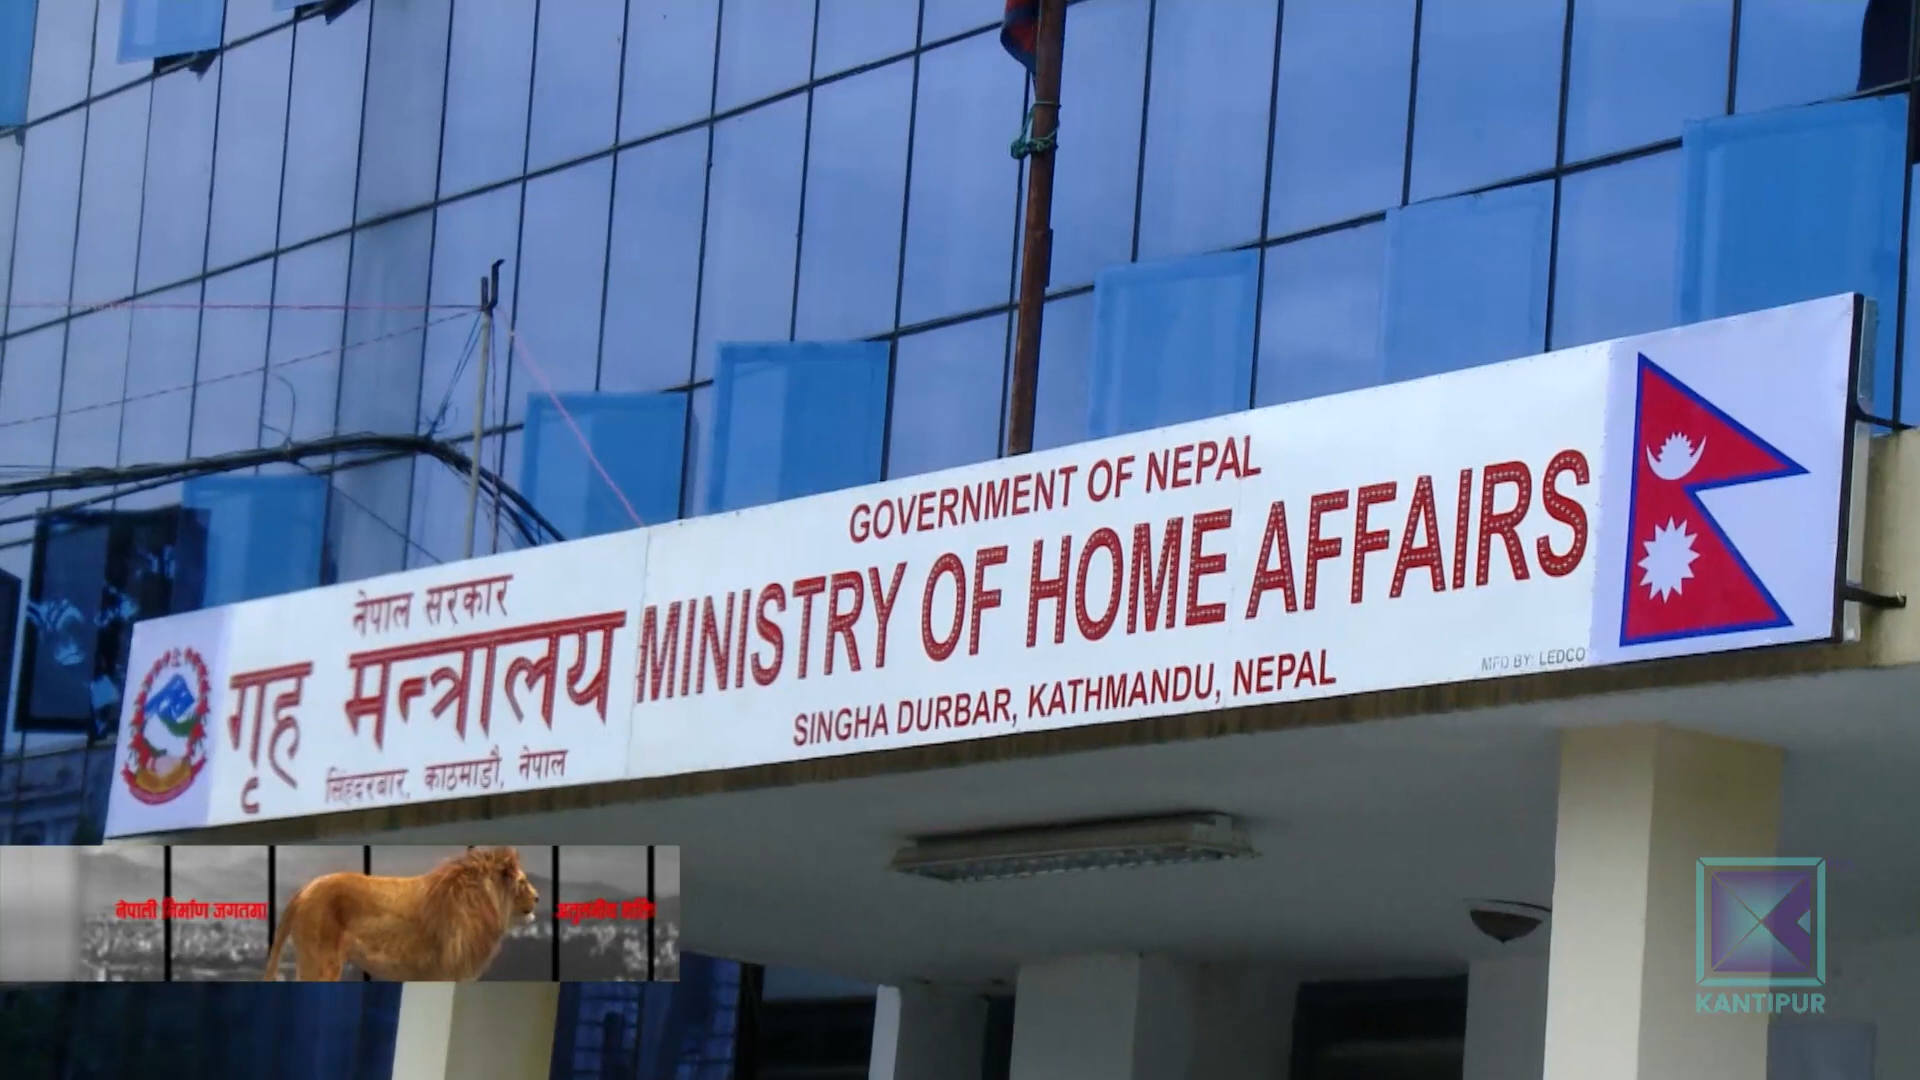 नेपाल सरकार
गृह मन्त्रालय
सिंहदरबार, काठमाडौं, नेपाल
GOVERNMENT OF NEPAL
MINISTRY OF HOME AFFAIRS
SINGHA DURBAR, KATHMANDU, NEPAL
MFD BY: LEDCO
नेपाली निर्माण जगतमा
KANTIPUR